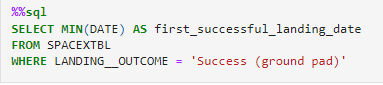 %%sql
SELECT MIN(DATE) AS first_successful_landing_date
FROM SPACEXTBL
WHERE LANDING__OUTCOME = 'Success (ground pad)'